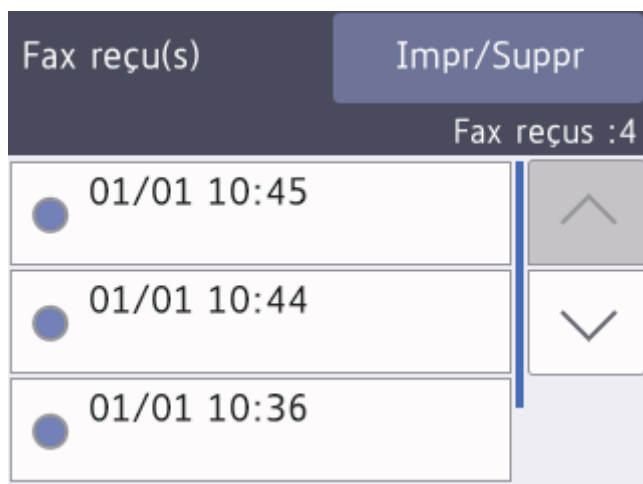 Fax reçu(s)
Impr/Suppr
Fax reçus :4
01/01 10:45
01/01 10:44
01/01 10:36